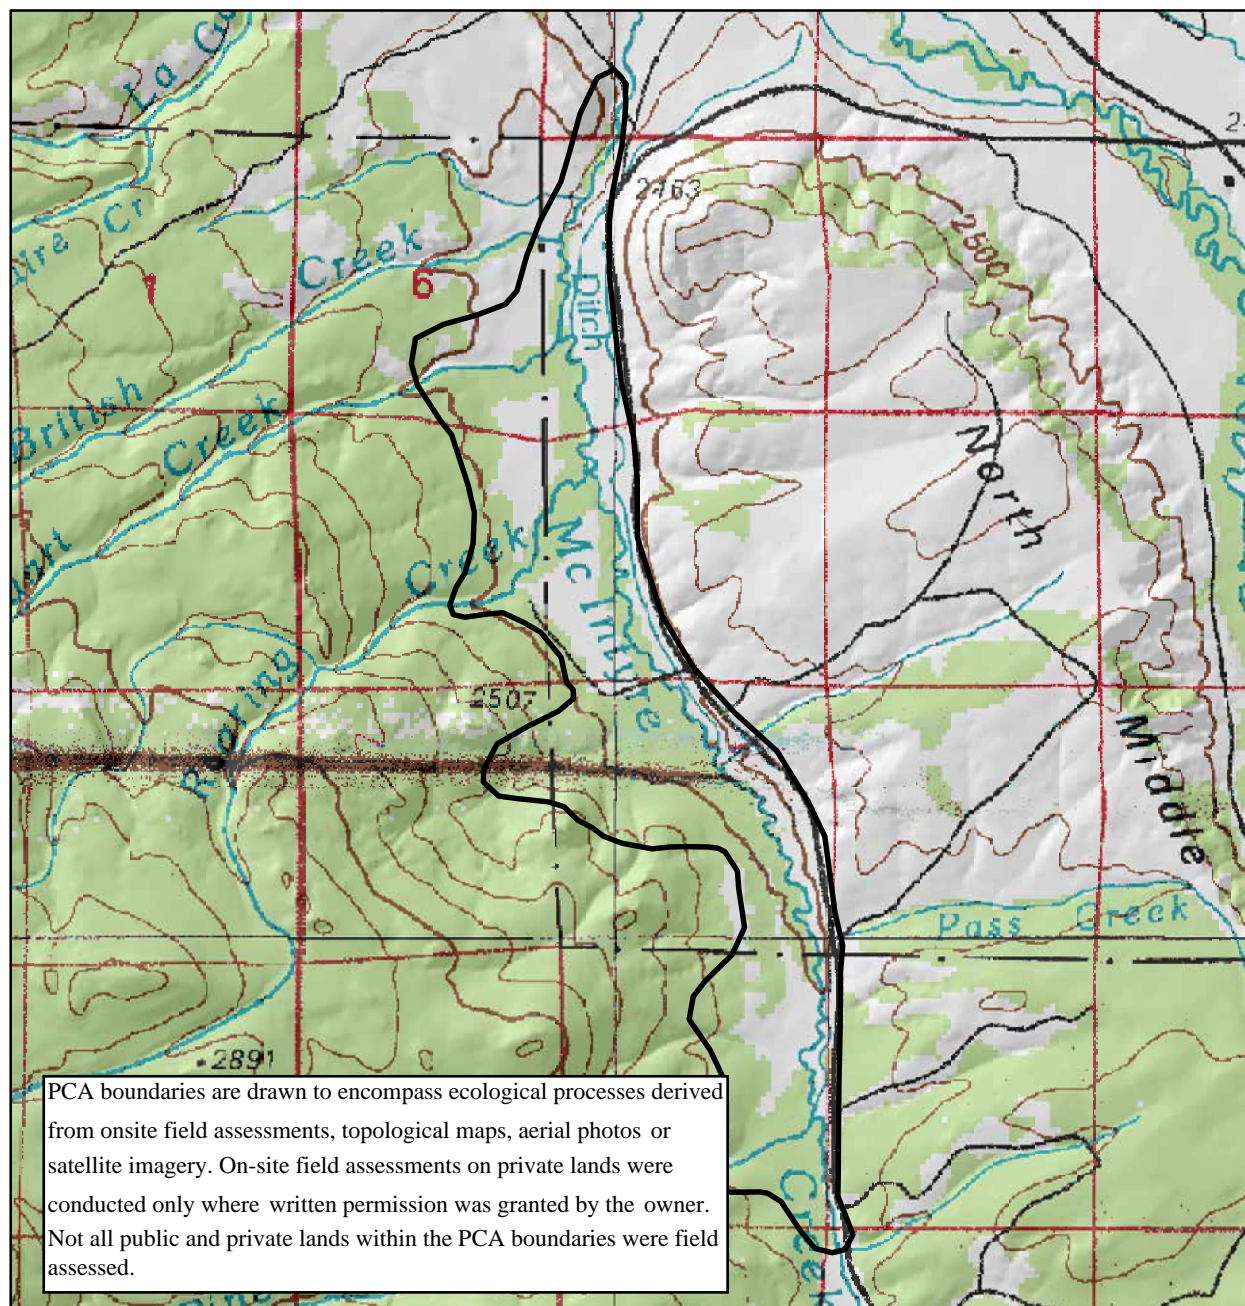 La
Cr
2463
Creek
6
2500
Ditch
British
Creek
North
Creek
Mc Intyre
Roaring
2507
Middle
Pass Creek
2891
PCA boundaries are drawn to encompass ecological processes derived
from onsite field assessments, topological maps, aerial photos or
satellite imagery. On-site field assessments on private lands were
conducted only where written permission was granted by the owner.
Not all public and private lands within the PCA boundaries were field
assessed.
Creek